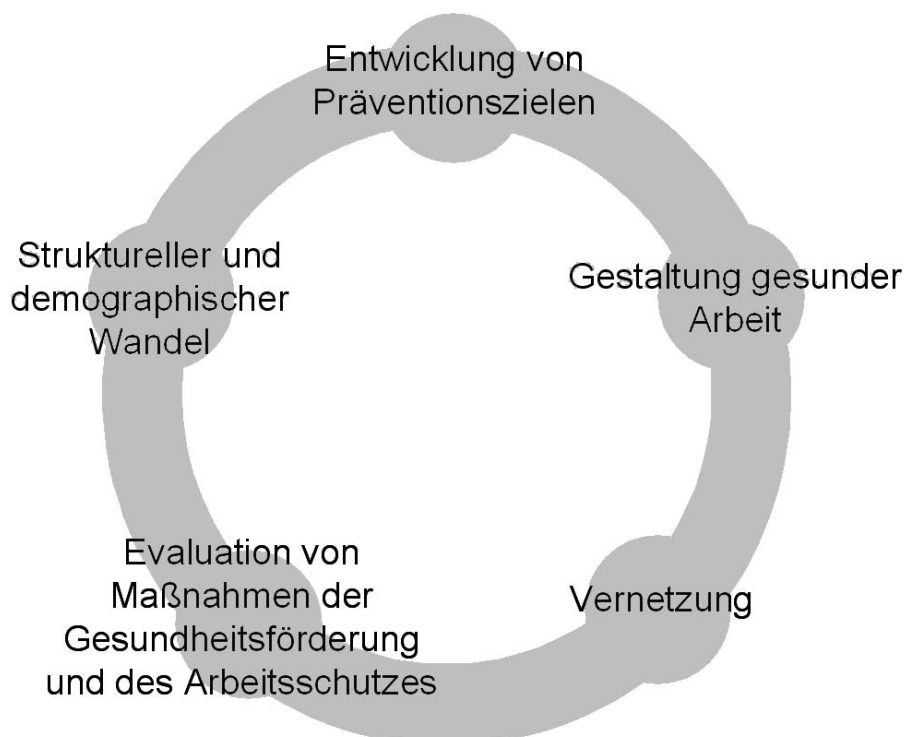 Entwicklung von
Präventionszielen
Struktureller und
demographischer
Wandel
Gestaltung gesunder
Arbeit
Evaluation von
Maßnahmen der
Gesundheitsförderung
und des Arbeitsschutzes
Vernetzung